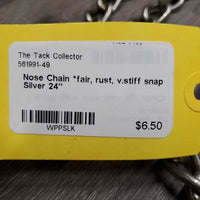 The Tack Collector
561991-49
Nose Chain *fair, rust, v.stiff snap
Silver 24"
WPPSLK
$6.50